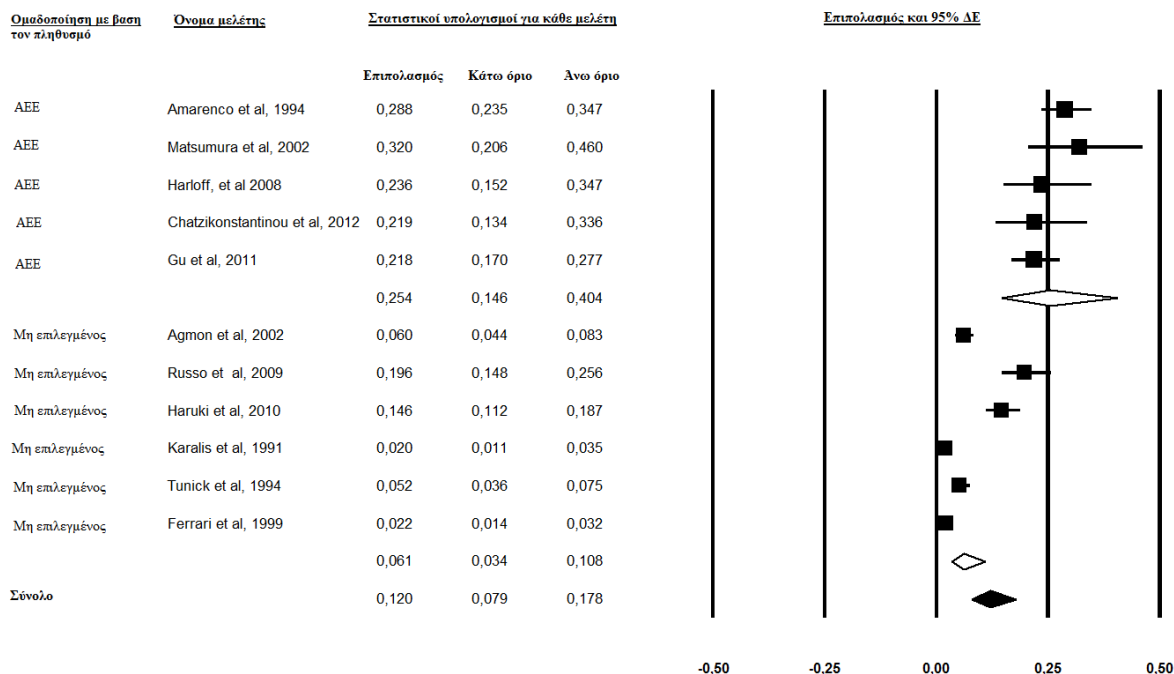 Ομαδοποίηση με βαση τον πληθυσμό Όνομα μελέτης Στατιστικοί υπολογισμοί για κάθε μελέτη Επιπολασμός και 95% ΔΕ
Επιπολασμός Κάτω όριο Άνω όριο
ΑΕΕ Amarenco et al, 1994 0,288 0,235 0,347
ΑΕΕ Matsumura et al, 2002 0,320 0,206 0,460
ΑΕΕ Harloff, et al 2008 0,236 0,152 0,347
ΑΕΕ Chatzikonstantinou et al, 2012 0,219 0,134 0,336
ΑΕΕ Gu et al, 2011 0,218 0,170 0,277
0,254 0,146 0,404
Μη επιλεγμένος Agmon et al, 2002 0,060 0,044 0,083
Μη επιλεγμένος Russo et al, 2009 0,196 0,148 0,256
Μη επιλεγμένος Haruki et al, 2010 0,146 0,112 0,187
Μη επιλεγμένος Karalis et al, 1991 0,020 0,011 0,035
Μη επιλεγμένος Tunick et al, 1994 0,052 0,036 0,075
Μη επιλεγμένος Ferrari et al, 1999 0,022 0,014 0,032
0,061 0,034 0,108
Σύνολο 0,120 0,079 0,178
-0,50 -0,25 0,00 0,25 0,50